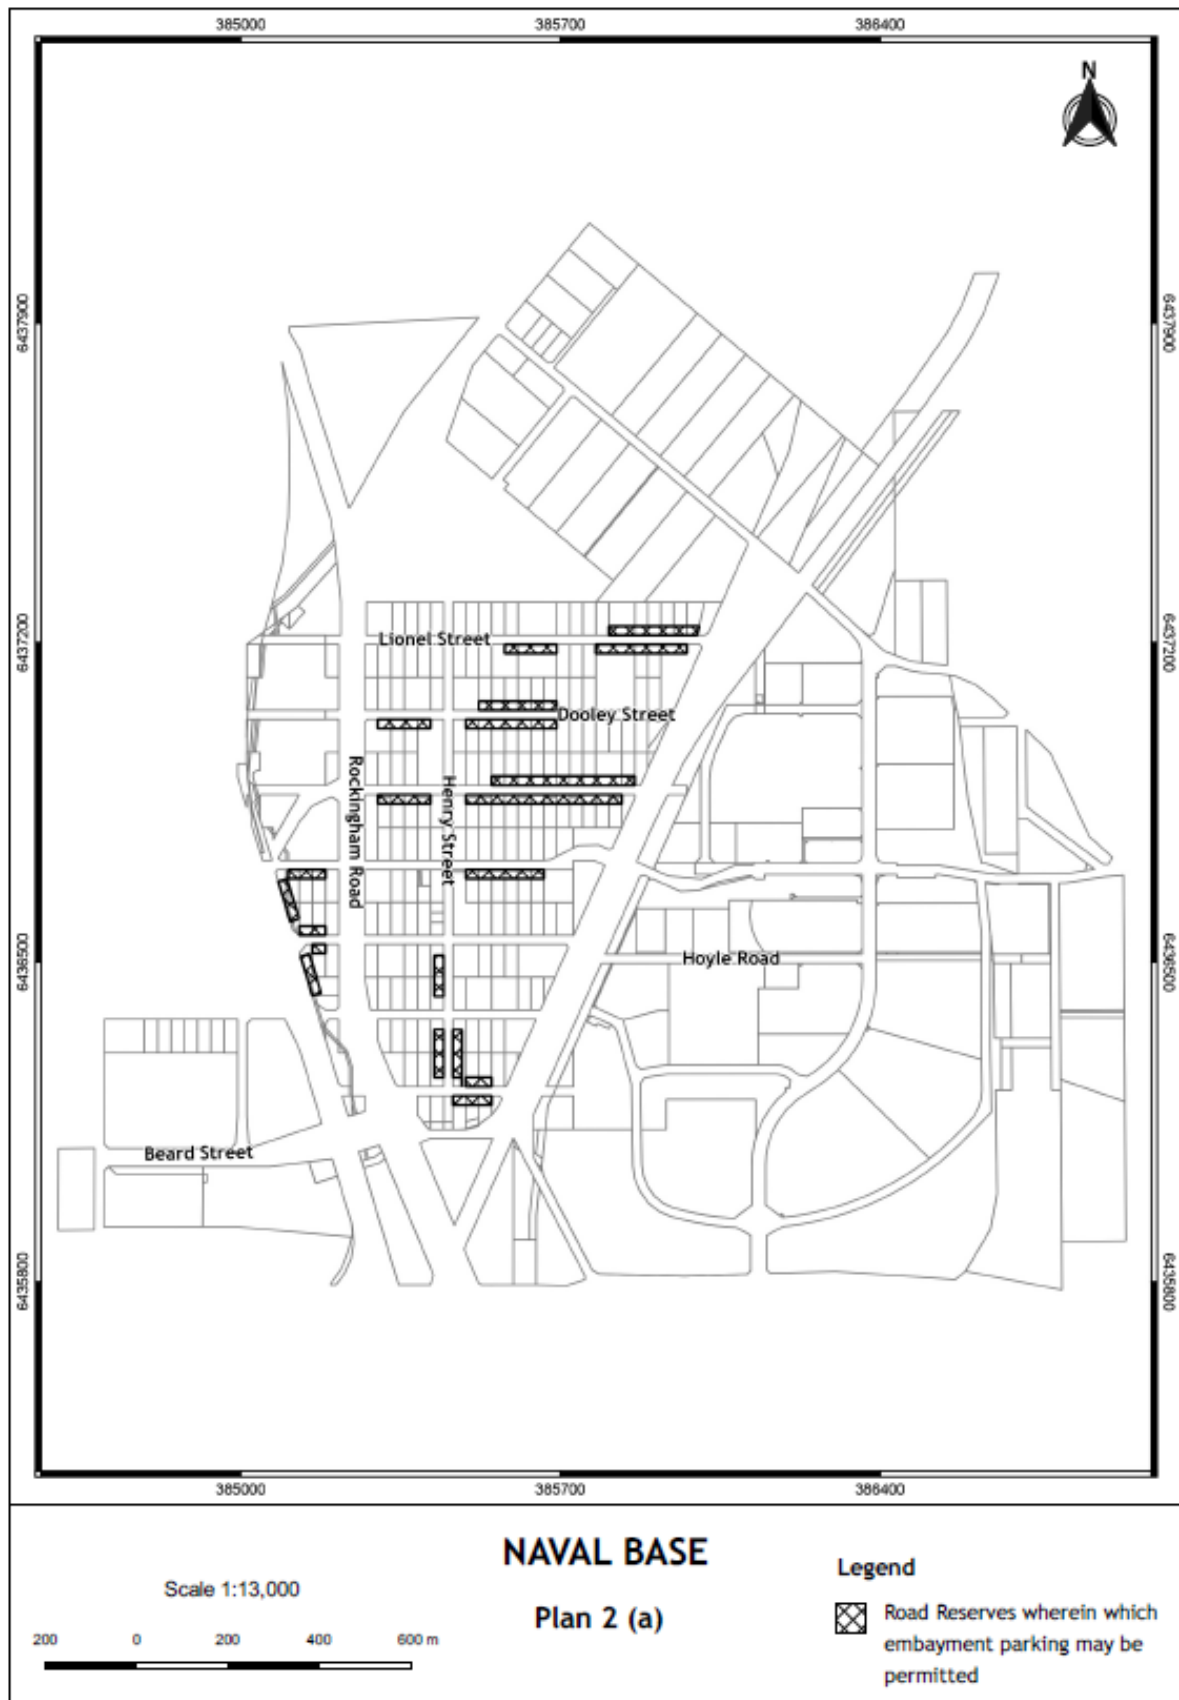 385000 385700 386400
N
6437900 6437900
Lionel Street
6437200 6437200
Dooley Street
Rockingham Road
Henry Street
Hoyle Road
6436500 6436500
Beard Street
6435800 6435800
385000 385700 386400
NAVAL BASE
Plan 2 (a)
Scale 1:13,000
200 0 200 400 600 m
Legend
Road Reserves wherein which
embayment parking may be
permitted